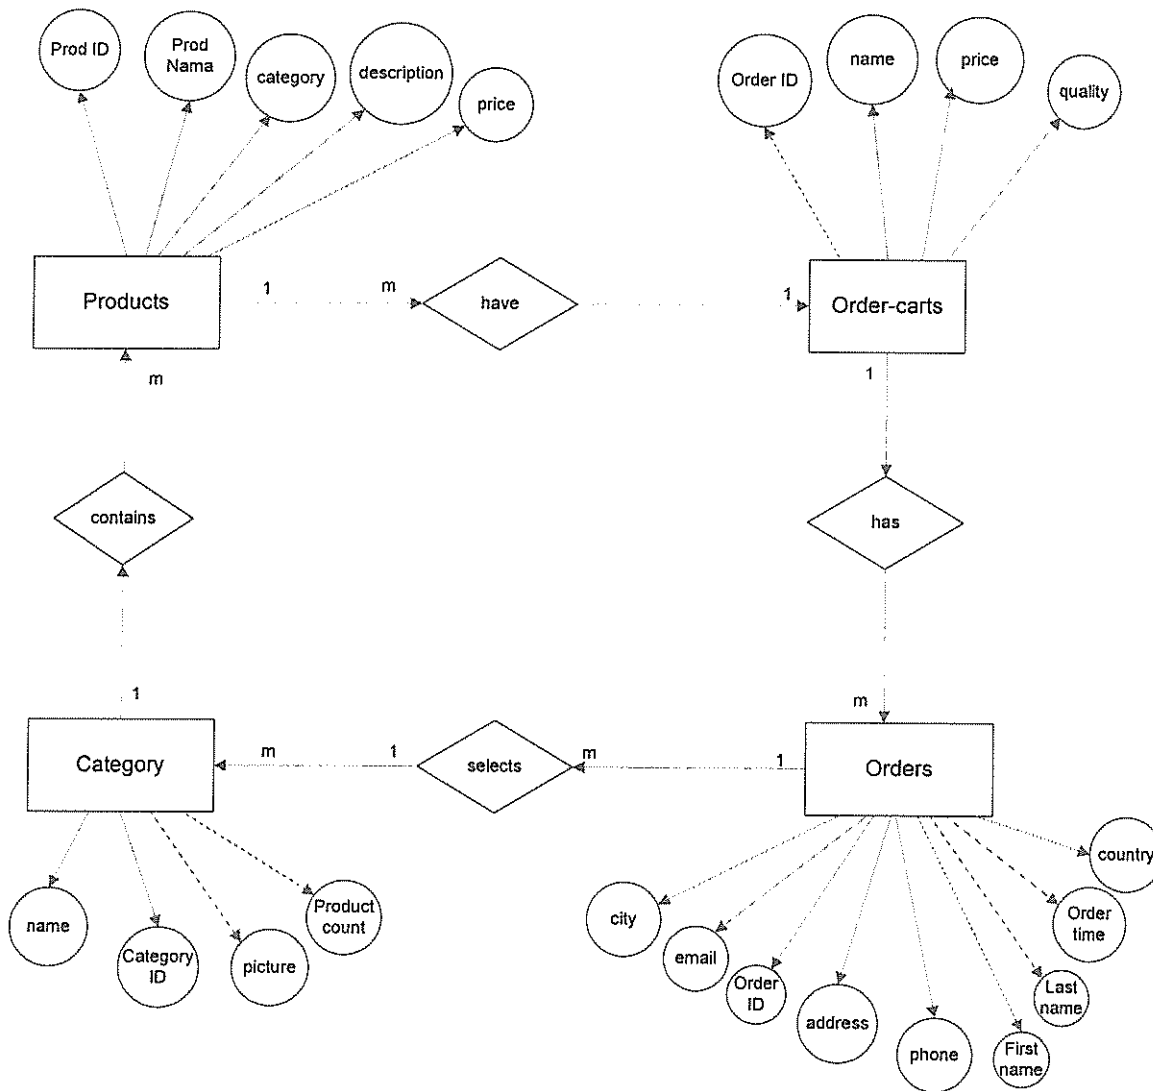 Prod ID
Prod
Nama
category
description
price
Order ID
name
price
quality
Products
1
m
have
1
Order-carts
m
1
contains
has
1
m
Category
m
1
selects
m
1
Orders
name
Category
ID
picture
Product
count
city
email
Order
ID
address
phone
First
name
Last
name
Order
time
country